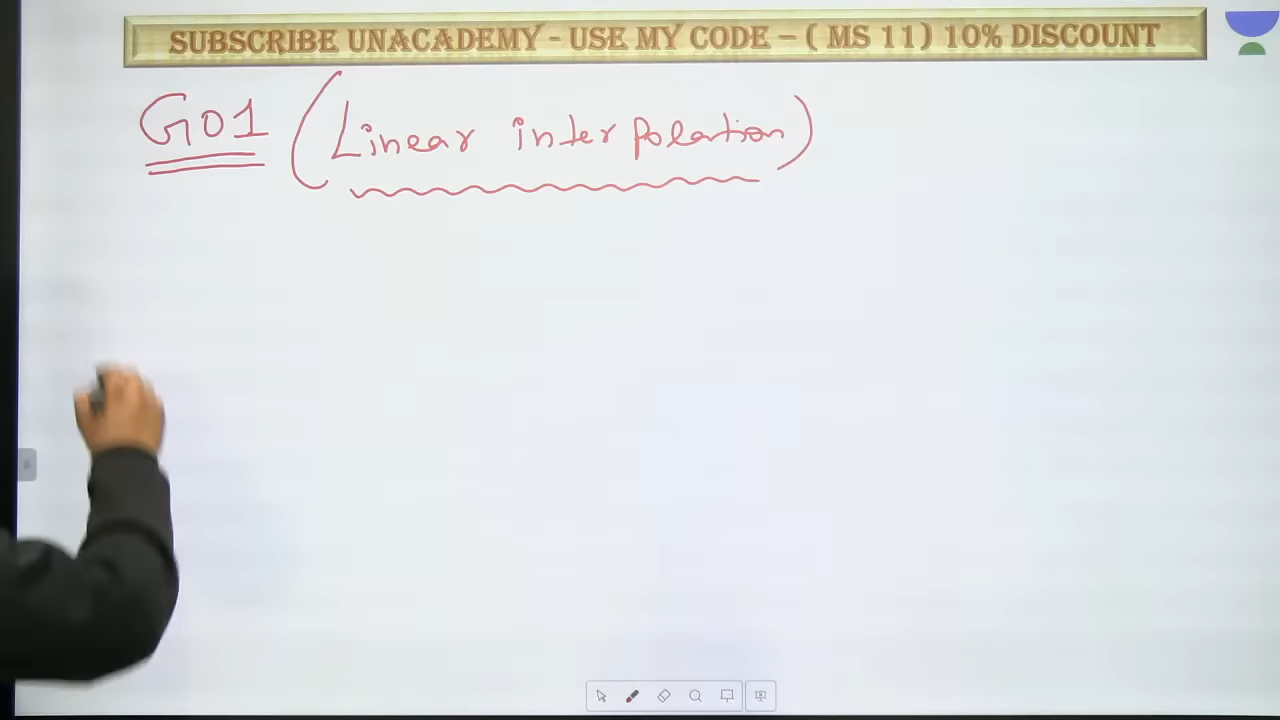 SUBSCRIBE UNACADEMY - USE MY CODE – ( MS 11) 10% DISCOUNT
G01 (Linear interpolation)